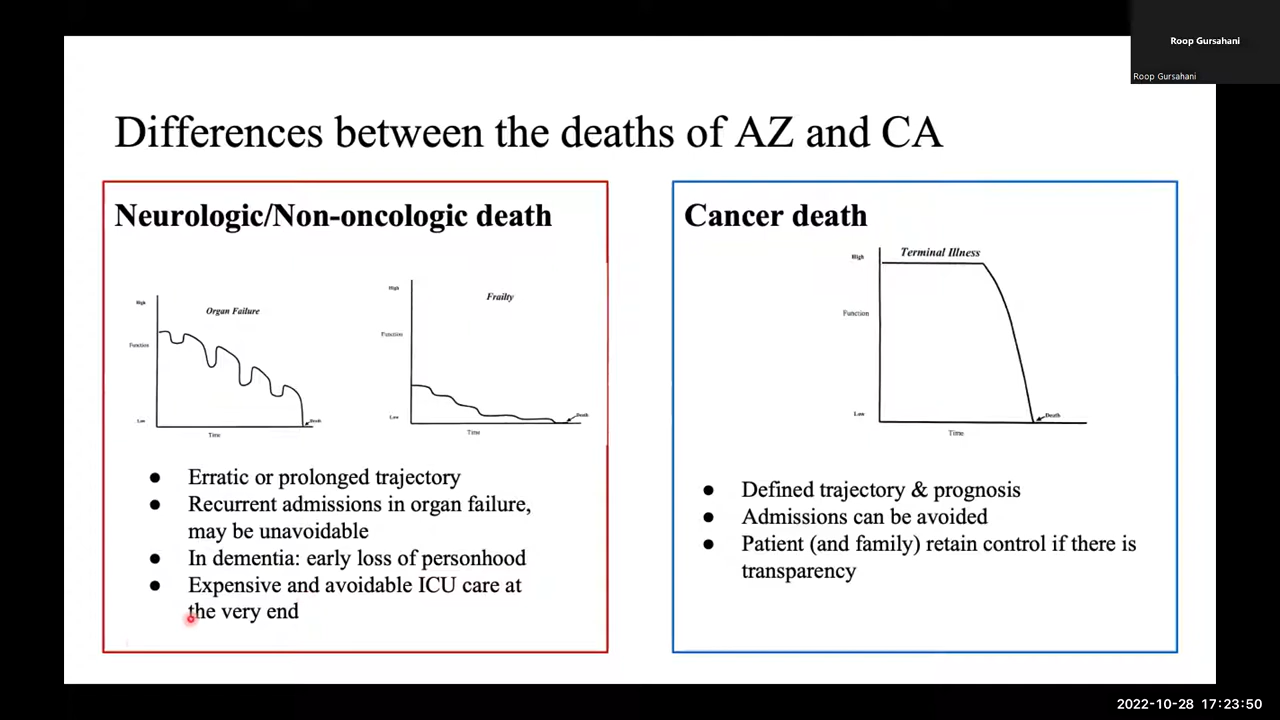 Roop Gursahani
Roop Gursahani
Differences between the deaths of AZ and CA
Neurologic/Non-oncologic death
High
Organ Failure
Function
Low
Death
Time
High
Frailty
Function
Low
Death
Time
● Erratic or prolonged trajectory
● Recurrent admissions in organ failure,
may be unavoidable
● In dementia: early loss of personhood
● Expensive and avoidable ICU care at
the very end
Cancer death
High
Terminal Illness
Function
Low
Death
Time
● Defined trajectory & prognosis
● Admissions can be avoided
● Patient (and family) retain control if there is
transparency
2022-10-28 17:23:50